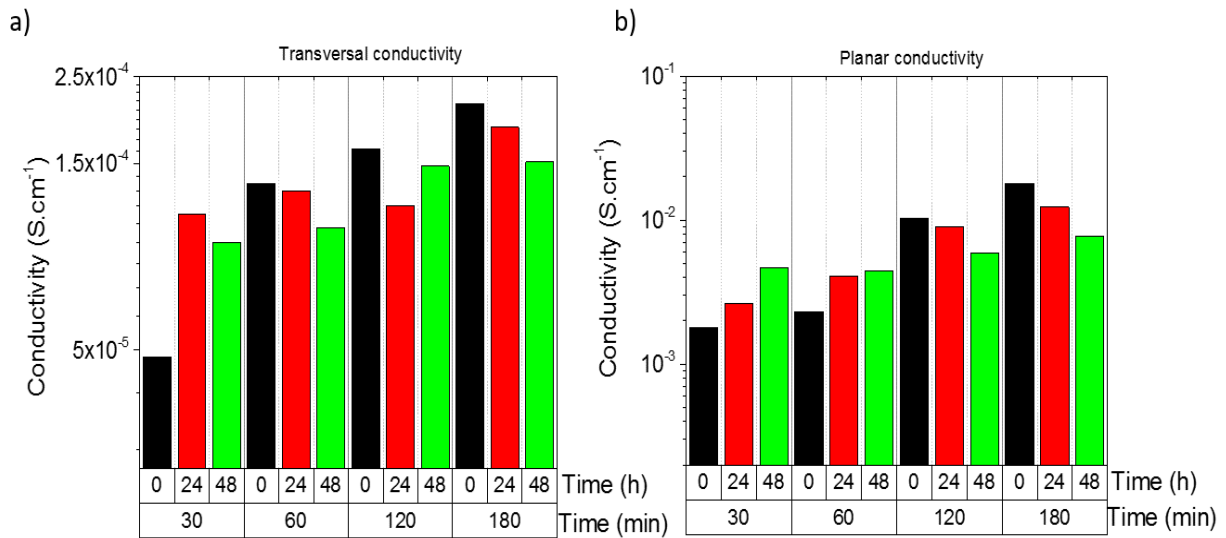 a)
Transversal conductivity
2.5x10⁻⁴
1.5x10⁻⁴
5x10⁻⁵
Conductivity (S.cm⁻¹)
0 24 48 0 24 48 0 24 48 0 24 48 Time (h)
30 60 120 180 Time (min)
b)
Planar conductivity
10⁻¹
10⁻²
10⁻³
Conductivity (S.cm⁻¹)
0 24 48 0 24 48 0 24 48 0 24 48 Time (h)
30 60 120 180 Time (min)